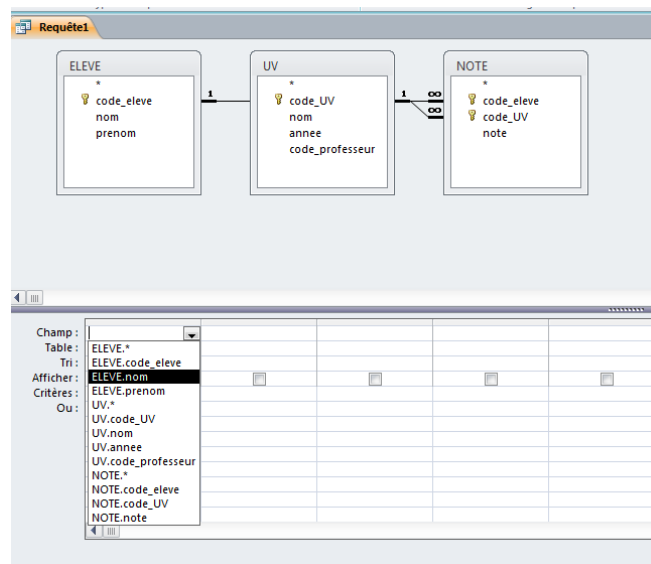 Requête1
ELEVE
*
code_eleve
nom
prenom
1
UV
*
code_UV
nom
annee
code_professeur
1
∞
∞
NOTE
*
code_eleve
code_UV
note
Champ :
Table :
Tri :
Afficher :
Critères :
Ou :
ELEVE.*
ELEVE.code_eleve
ELEVE.nom
ELEVE.prenom
UV.*
UV.code_UV
UV.nom
UV.annee
UV.code_professeur
NOTE.*
NOTE.code_eleve
NOTE.code_UV
NOTE.note